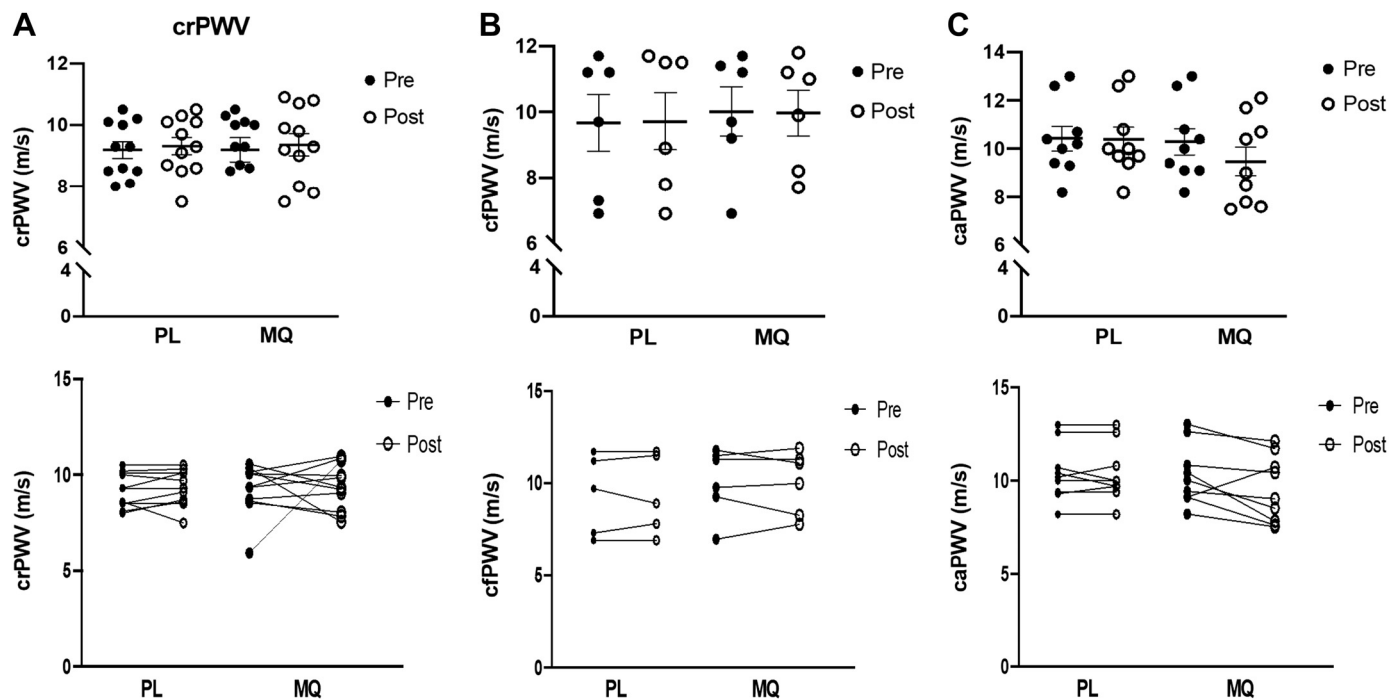 A
crPWV
12
10
8
6
4
0
crPWV (m/s)
PL
MQ
Pre
Post
B
12
10
8
6
4
0
cfPWV (m/s)
PL
MQ
Pre
Post
C
14
12
10
8
6
4
0
caPWV (m/s)
PL
MQ
Pre
Post
15
10
5
0
crPWV (m/s)
PL
MQ
Pre
Post
15
10
5
0
cfPWV (m/s)
PL
MQ
Pre
Post
15
10
5
0
caPWV (m/s)
PL
MQ
Pre
Post